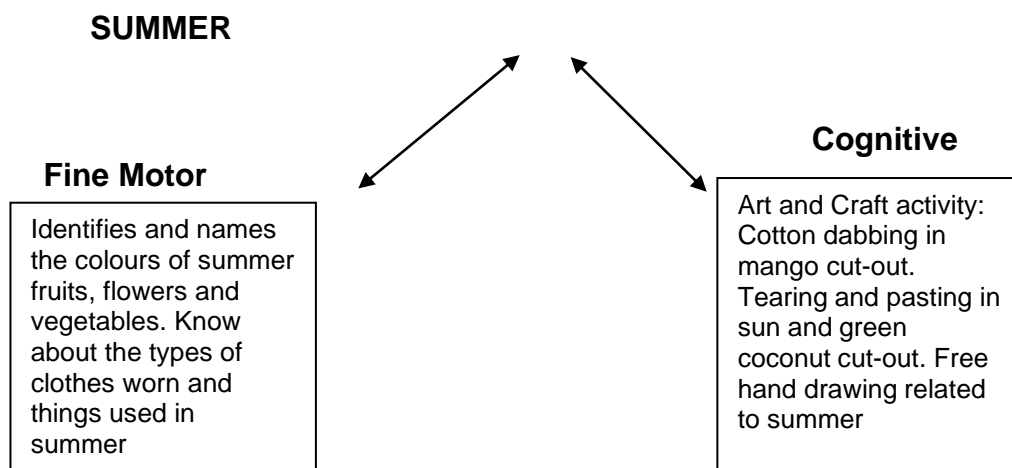 SUMMER
Fine Motor
Identifies and names
the colours of summer
fruits, flowers and
vegetables. Know
about the types of
clothes worn and
things used in
summer
Cognitive
Art and Craft activity:
Cotton dabbing in
mango cut-out.
Tearing and pasting in
sun and green
coconut cut-out. Free
hand drawing related
to summer